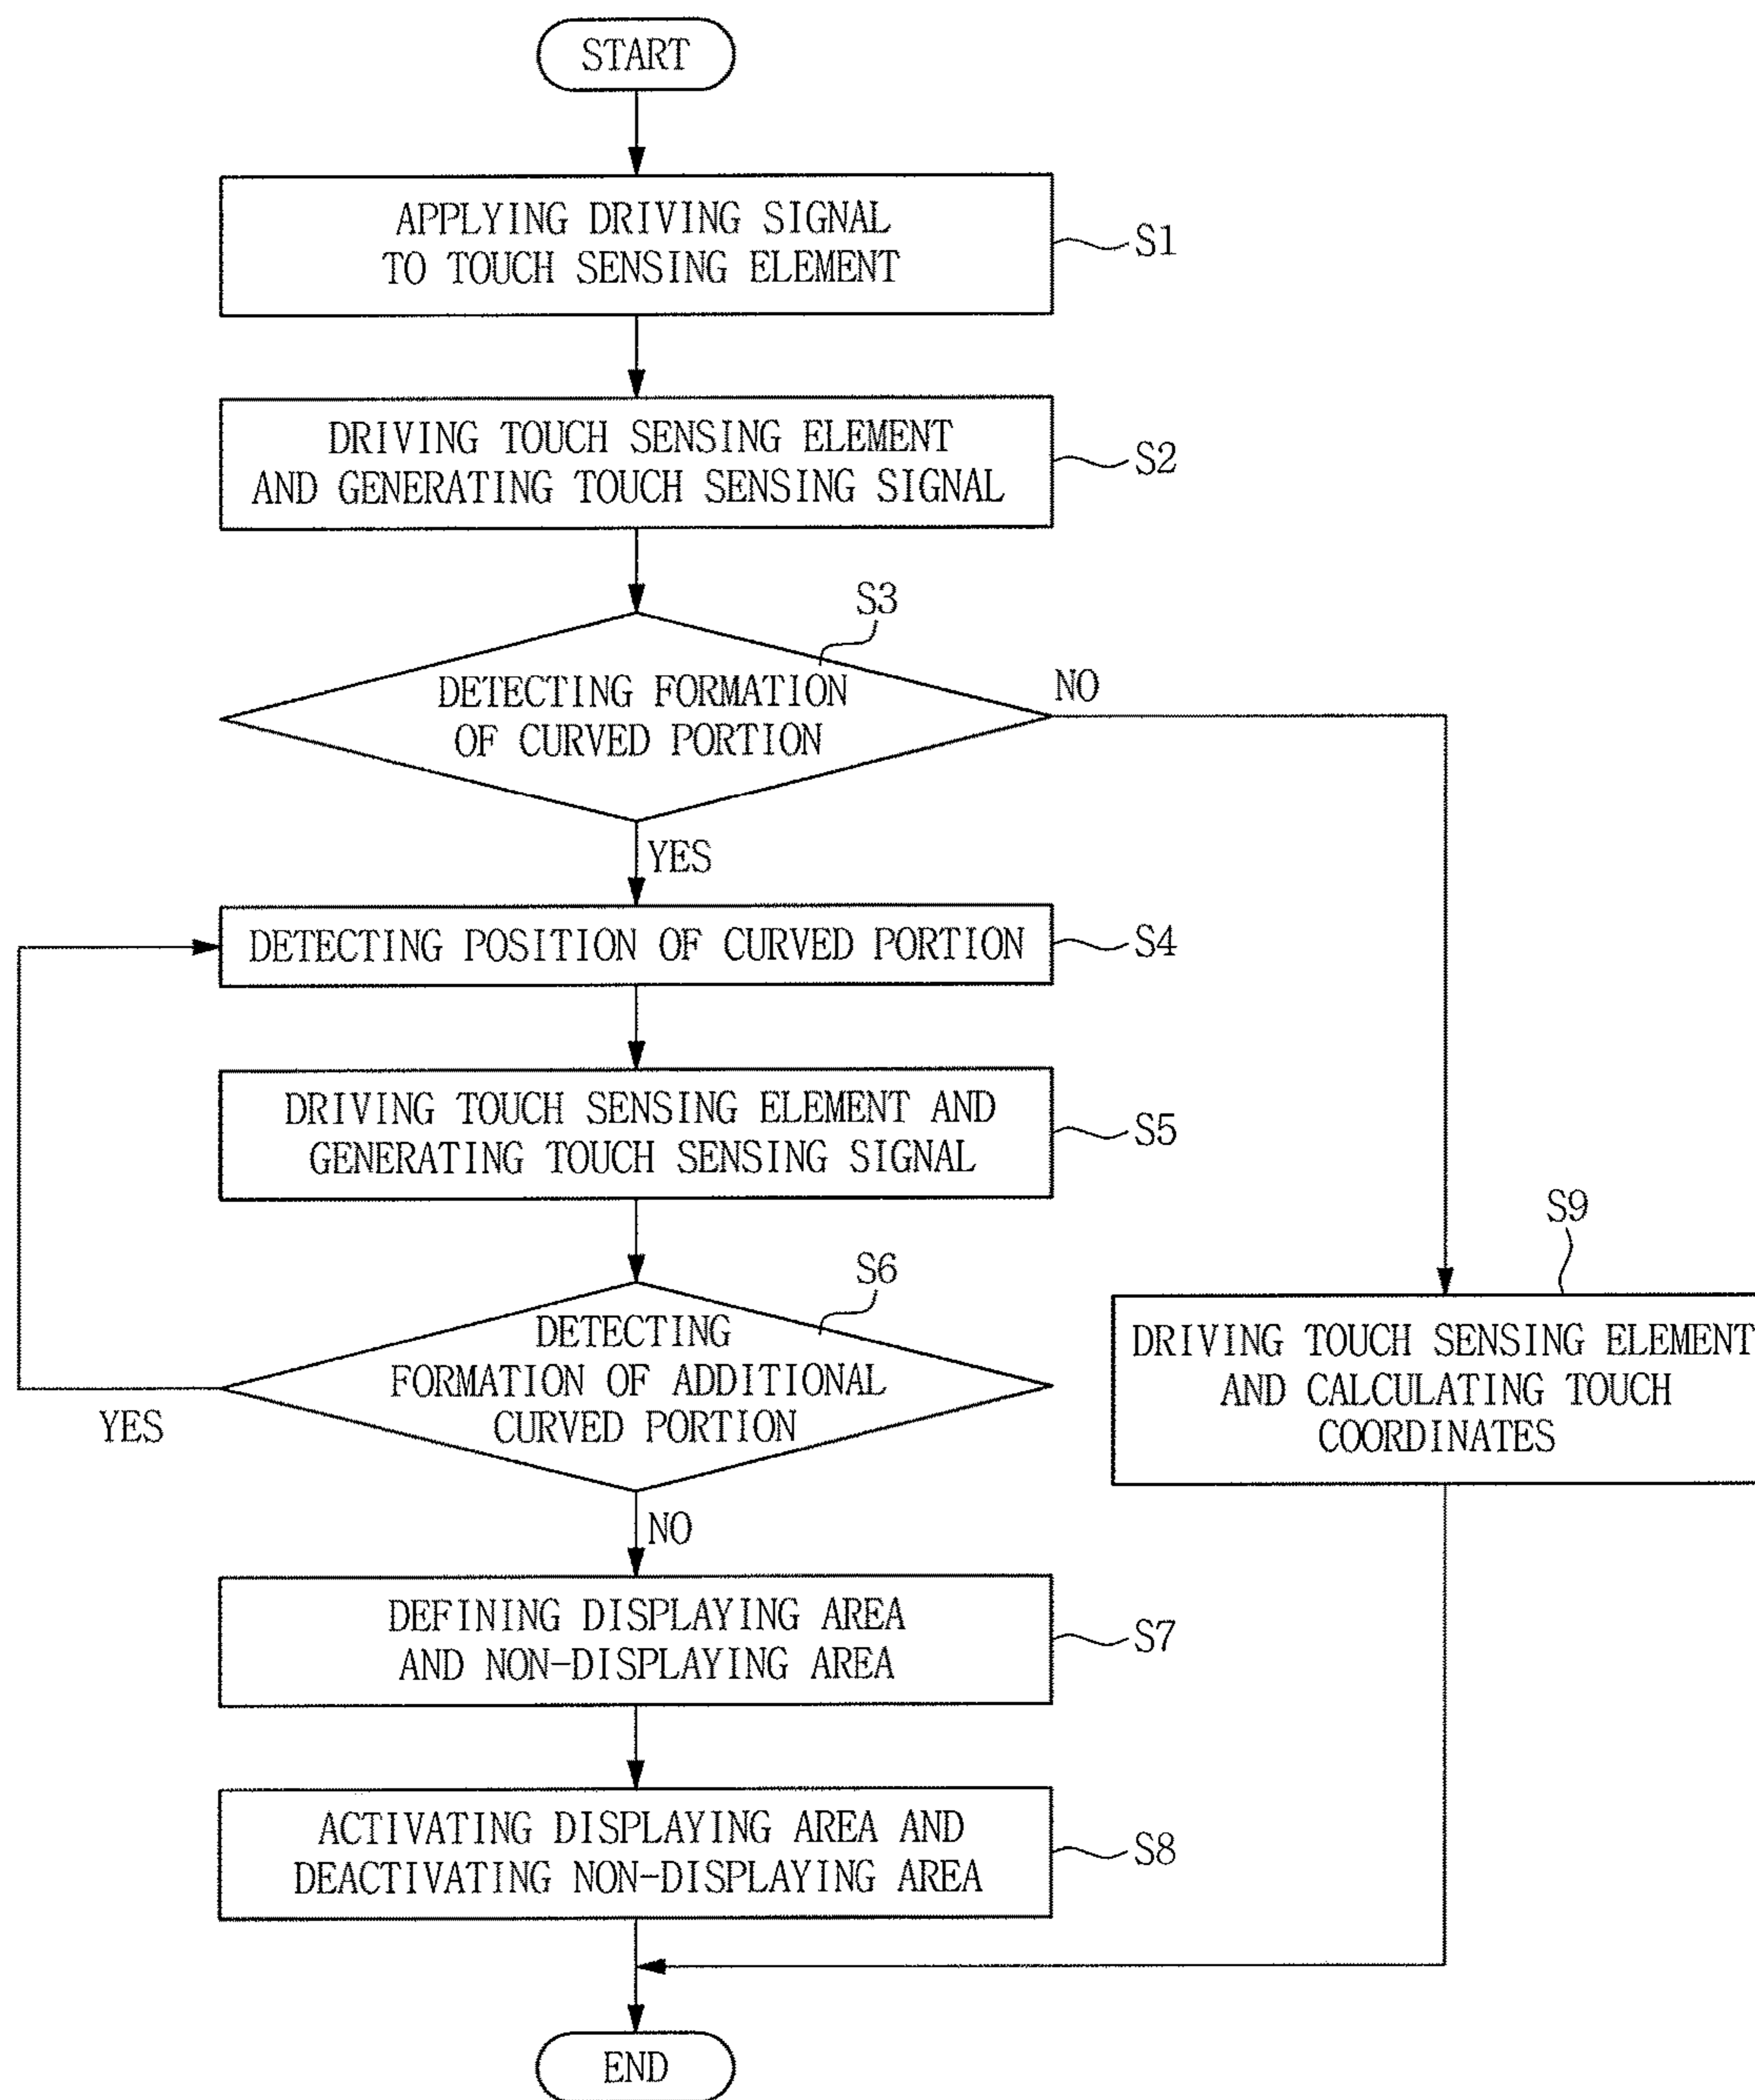 START
APPLYING DRIVING SIGNAL
TO TOUCH SENSING ELEMENT
S1
DRIVING TOUCH SENSING ELEMENT
AND GENERATING TOUCH SENSING SIGNAL
S2
S3
DETECTING FORMATION
OF CURVED PORTION
NO
YES
DETECTING POSITION OF CURVED PORTION
S4
DRIVING TOUCH SENSING ELEMENT AND
GENERATING TOUCH SENSING SIGNAL
S5
S6
DETECTING
FORMATION OF ADDITIONAL
CURVED PORTION
YES
NO
S9
DRIVING TOUCH SENSING ELEMENT
AND CALCULATING TOUCH
COORDINATES
DEFINING DISPLAYING AREA
AND NON-DISPLAYING AREA
S7
ACTIVATING DISPLAYING AREA AND
DEACTIVATING NON-DISPLAYING AREA
S8
END